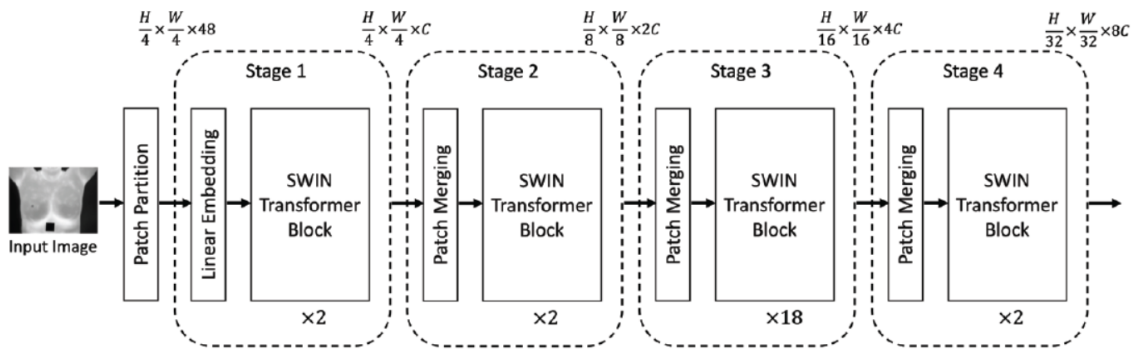 H/4 × W/4 × 48
H/4 × W/4 × C
H/8 × W/8 × 2C
H/16 × W/16 × 4C
H/32 × W/32 × 8C
Stage 1
Stage 2
Stage 3
Stage 4
Input Image
Patch Partition
Linear Embedding
SWIN
Transformer
Block
×2
Patch Merging
SWIN
Transformer
Block
×2
Patch Merging
SWIN
Transformer
Block
×18
Patch Merging
SWIN
Transformer
Block
×2